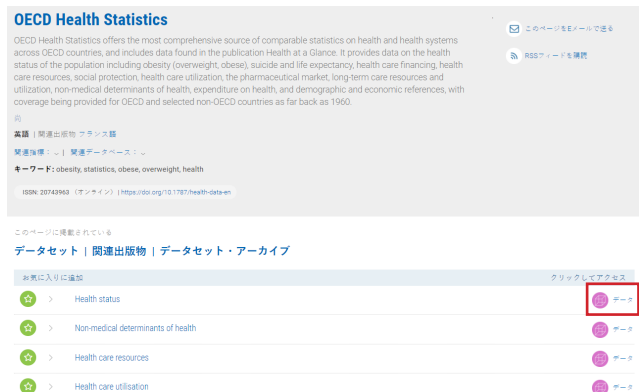 OECD Health Statistics
OECD Health Statistics offers the most comprehensive source of comparable statistics on health and health systems
across OECD countries, and includes data found in the publication Health at a Glance. It provides data on the health
status of the population including obesity (overweight, obese), suicide and life expectancy, health care financing, health
care resources, social protection, health care utilization, the pharmaceutical market, long-term care resources and
utilization, non-medical determinants of health, expenditure on health, and demographic and economic references, with
coverage being provided for OECD and selected non-OECD countries as far back as 1960.
英語 | 関連出版物 フランス語
関連指標: | 関連データベース:
キーワード: obesity, statistics, obese, overweight, health
ISSN: 20743963 (オンライン) | https://doi.org/10.1787/health-data-en
このページをEメールで送る
RSSフィードを購読
このページに掲載されている
データセット | 関連出版物 | データセット・アーカイブ
お気に入りに追加 クリックしてアクセス
Health status データ
Non-medical determinants of health データ
Health care resources データ
Health care utilisation データ